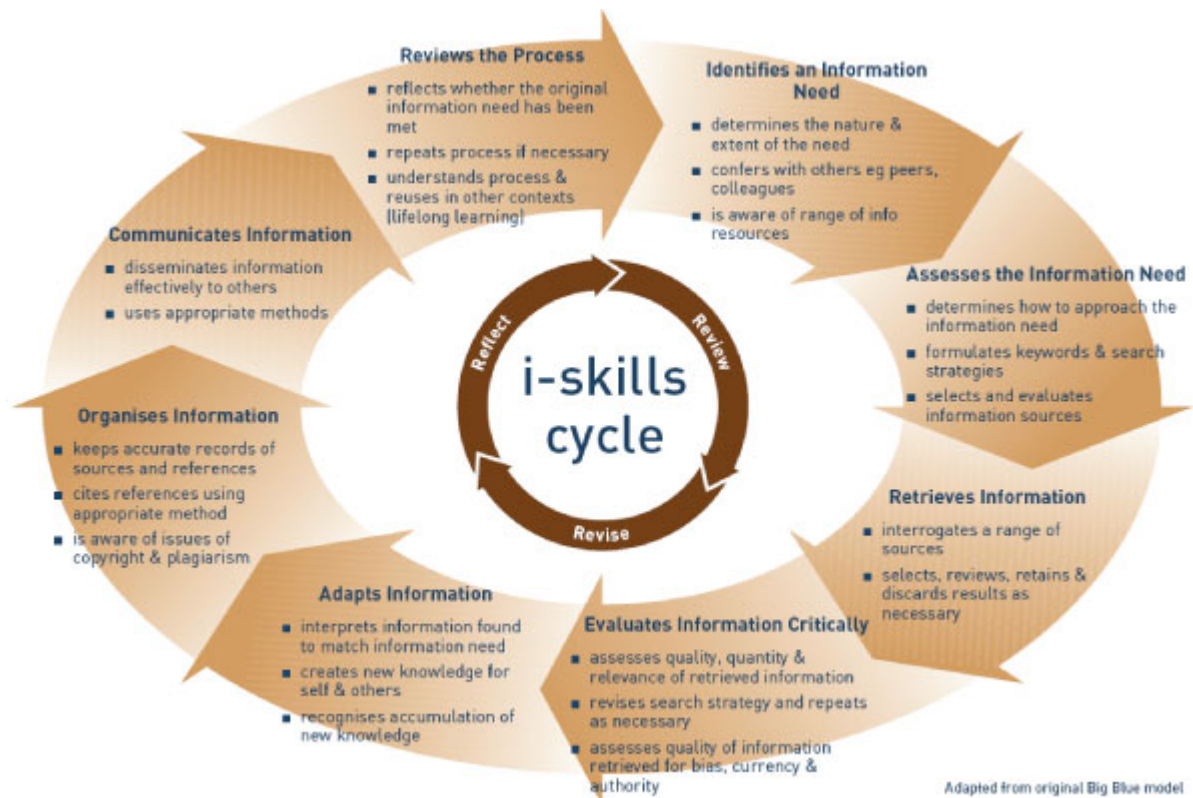 Reviews the Process
■ reflects whether the original
information need has been
met
■ repeats process if necessary
■ understands process &
reuses in other contexts
(lifelong learning)
Identifies an Information
Need
■ determines the nature &
extent of the need
■ confers with others eg peers,
colleagues
■ is aware of range of info
resources
Assesses the Information Need
■ determines how to approach the
information need
■ formulates keywords & search
strategies
■ selects and evaluates
information sources
Retrieves Information
■ interrogates a range of
sources
■ selects, reviews, retains &
discards results as
necessary
Evaluates Information Critically
■ assesses quality, quantity &
relevance of retrieved information
■ revises search strategy and repeats
as necessary
■ assesses quality of information
retrieved for bias, currency &
authority
Adapts Information
■ interprets information found
to match information need
■ creates new knowledge for
self & others
■ recognises accumulation of
new knowledge
Organises Information
■ keeps accurate records of
sources and references
■ cites references using
appropriate method
■ is aware of issues of
copyright & plagiarism
Communicates Information
■ disseminates information
effectively to others
■ uses appropriate methods
Reflect
Review
Revise
i-skills
cycle
Adapted from original Big Blue model